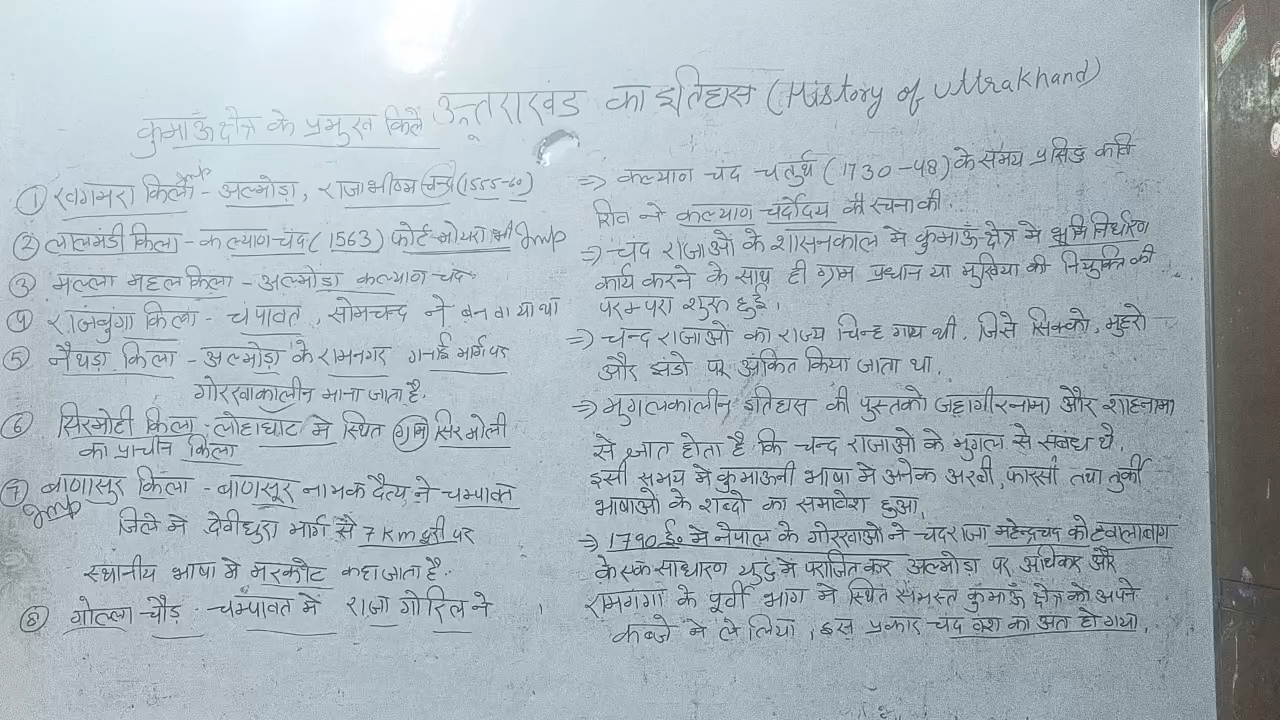 उत्तराखंड का इतिहास (History of Uttrakhand)
कुमाऊँ क्षेत्र के प्रमुख किले
① खगमरा किला - अल्मोड़ा, राजा भीष्म चन्द्र (1555-60)
Imp
② लालमंडी किला - कल्याण चंद (1563) फोर्ट मोयरा भी Imp
③ मल्ला महल किला - अल्मोड़ा कल्याण चंद
④ राजबुंगा किला - चंपावत, सोमचन्द ने बनवाया था
⑤ नैथड़ा किला - अल्मोड़ा के रामनगर गनाई मार्ग पर
गोरखाकालीन माना जाता है.
⑥ सिरमोही किला - लोहाघाट में स्थित ग्राम सिरमोली
का प्राचीन किला
⑦ बाणासूर किला - बाणसूर नामक दैत्य ने चम्पावत
Imp
जिले मे देवीधुरा मार्ग से 7 Km दूरी पर
स्थानीय भाषा मे मरकोट कहा जाता है.
⑧ गोल्ला-चौड़ - चम्पावत में राजा गोरिल ने
⇒ कल्याण चंद चतुर्थ (1730-48) के समय प्रसिद्ध कवि
शिव ने कल्याण चंदोदय की रचना की.
⇒ चंद राजाओं के शासनकाल मे कुमाऊँ क्षेत्र मे भूमि निर्धारण
कार्य करने के साथ ही ग्राम प्रधान या मुखिया की नियुक्ति की
परम्परा शुरू हुई.
⇒ चन्द राजाओ का राज्य चिन्ह गाय थी. जिसे सिक्को, मुहरो
और झंडो पर अंकित किया जाता था.
⇒ मुगलकालीन इतिहास की पुस्तको जहांगीरनामा और शाहनामा
से ज्ञात होता है कि चन्द राजाओ के मुगल से संबंध थे.
इसी समय मे कुमाऊनी भाषा मे अनेक अरबी, फारसी तथा तुर्की
भाषाओ के शब्दो का समावेश हुआ.
⇒ 1790 ई० मे नेपाल के गोरखाओं ने चंद राजा महेन्द्रचंद को हवालाबाग
के साधारण युद्ध मे पराजित कर अल्मोड़ा पर अधिकार और
रामगंगा के पूर्वी भाग मे स्थित समस्त कुमाऊँ क्षेत्र को अपने
कब्जे मे ले लिया, इस प्रकार चंद वंश का अंत हो गया.